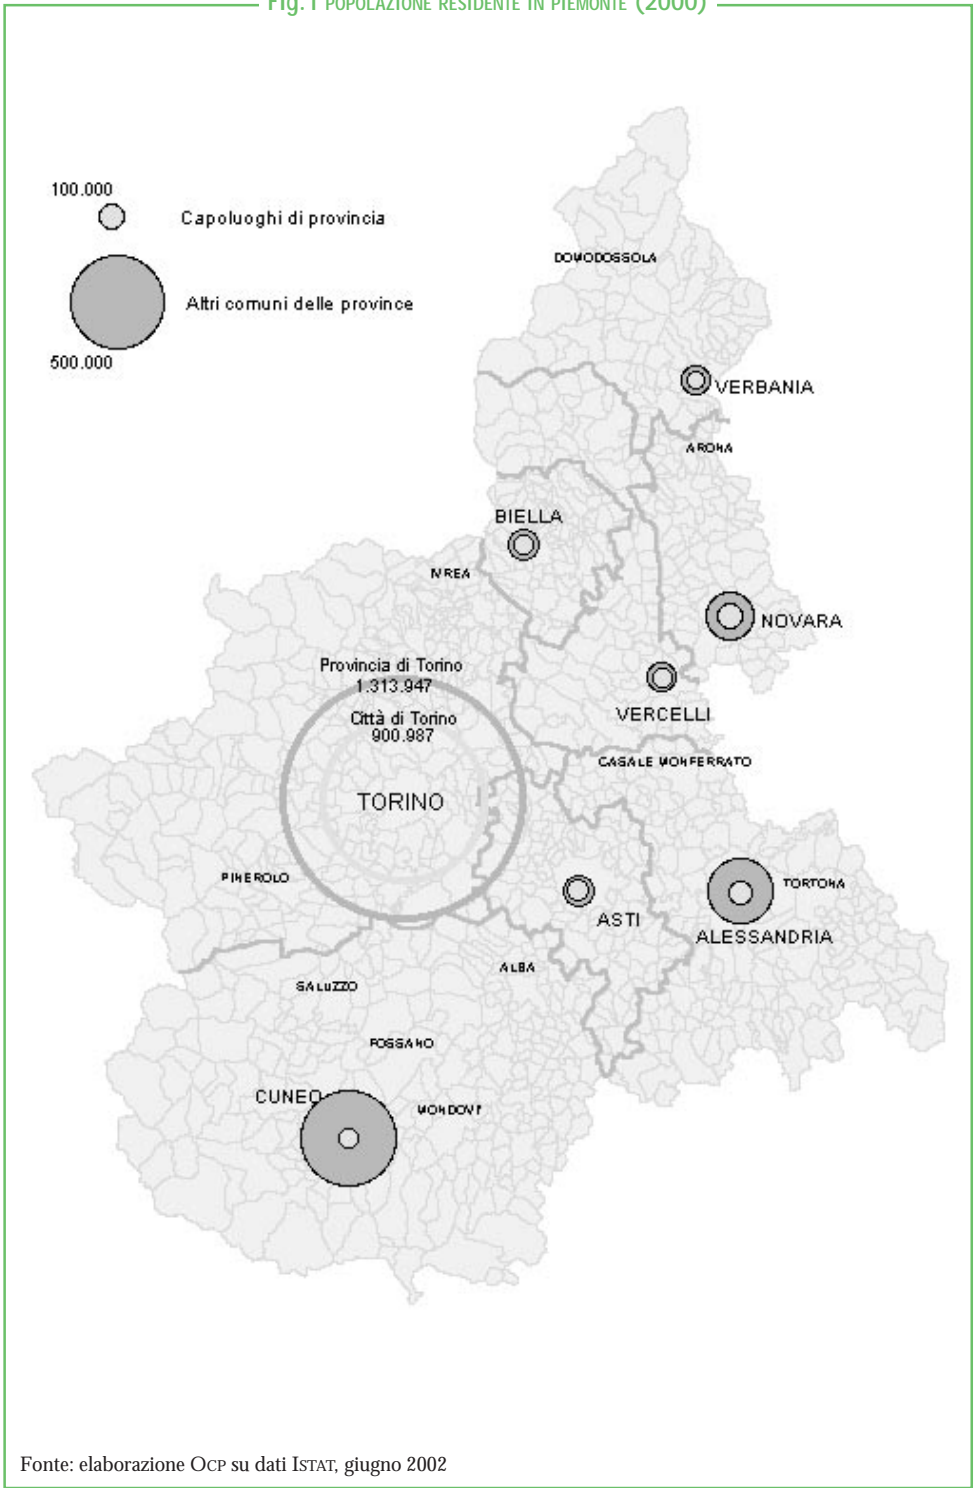 Fig. 1 POPOLAZIONE RESIDENTE IN PIEMONTE (2000)
100.000
Capoluoghi di provincia
Altri comuni delle province
500.000
DOMODOSSOLA
VERBANIA
ARONA
BIELLA
IVREA
NOVARA
Provincia di Torino
1.313.947
Città di Torino
900.987
VERCELLI
CASALE MONFERRATO
TORINO
PINEROLO
TORTONA
ASTI
ALESSANDRIA
ALBA
SALUZZO
FOSSANO
CUNEO
MONDOVI'
Fonte: elaborazione OCP su dati ISTAT, giugno 2002